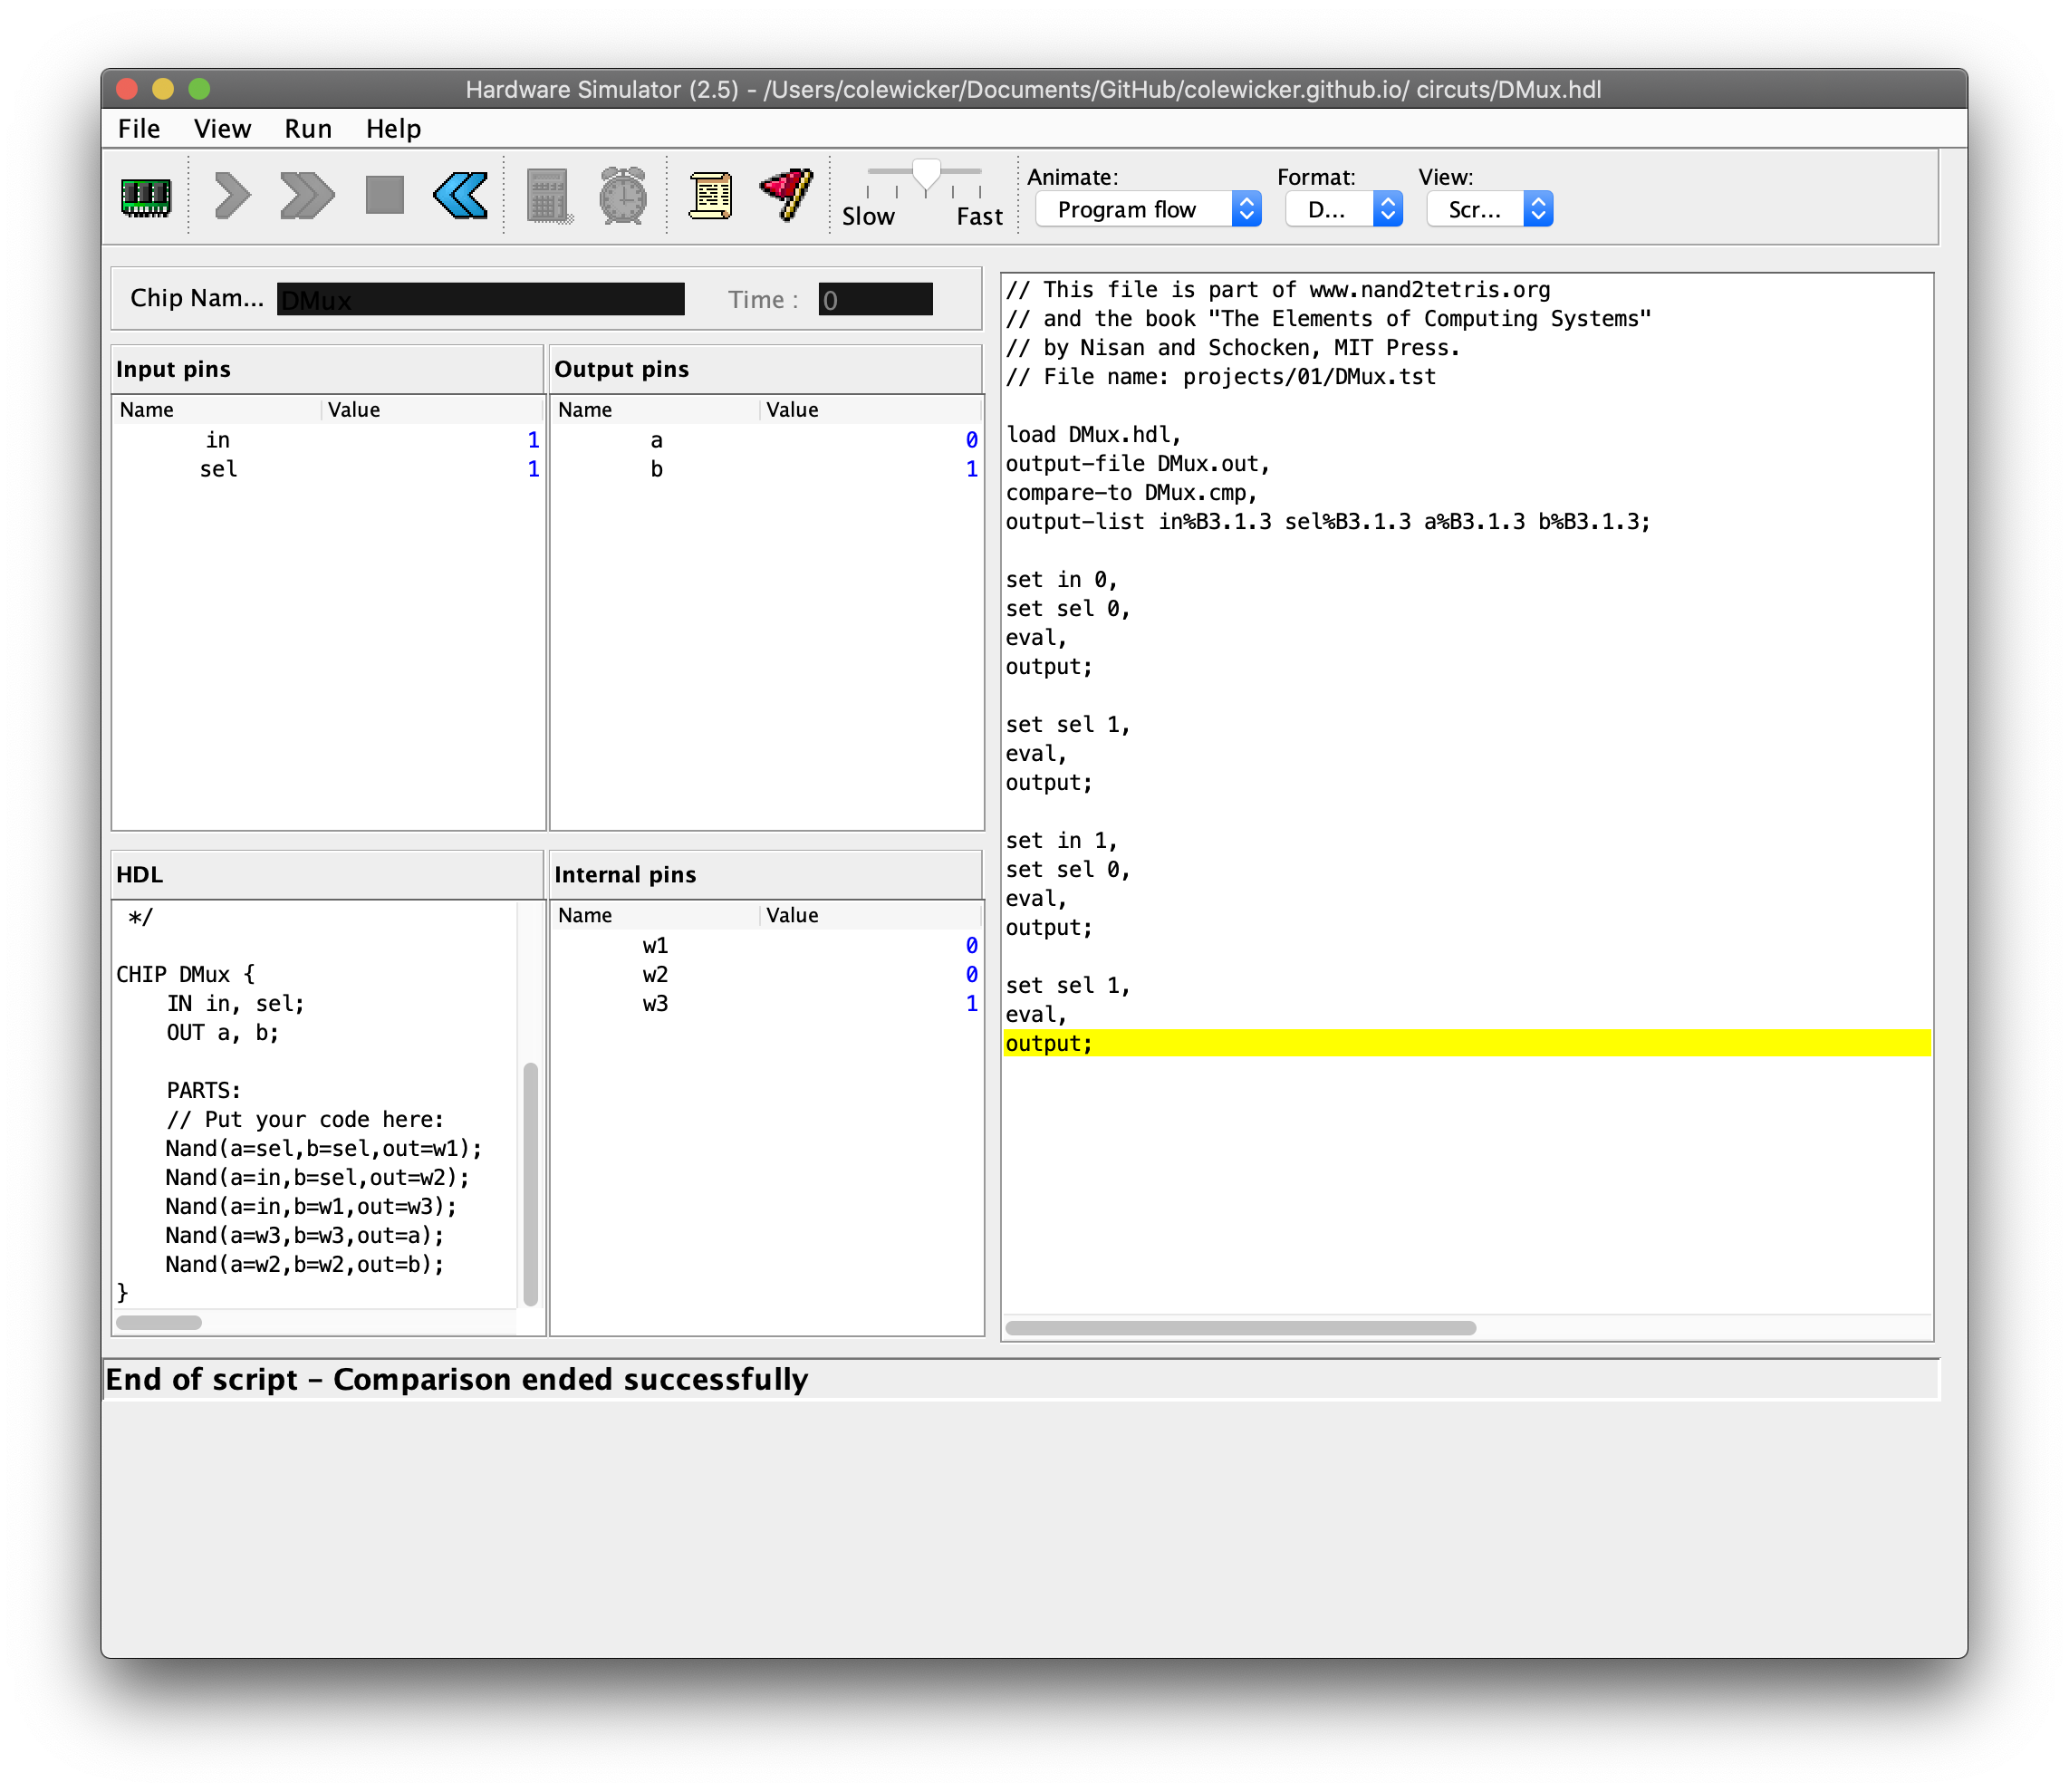 Hardware Simulator (2.5) - /Users/colewicker/Documents/GitHub/colewicker.github.io/ circuts/DMux.hdl
File View Run Help
Slow Fast
Animate: Format: View:
Program flow D... Scr...
Chip Nam... DMux Time : 0
Input pins
Name Value
in 1
sel 1
Output pins
Name Value
a 0
b 1
HDL
*/
CHIP DMux {
IN in, sel;
OUT a, b;
PARTS:
// Put your code here:
Nand(a=sel,b=sel,out=w1);
Nand(a=in,b=sel,out=w2);
Nand(a=in,b=w1,out=w3);
Nand(a=w3,b=w3,out=a);
Nand(a=w2,b=w2,out=b);
}
Internal pins
Name Value
w1 0
w2 0
w3 1
// This file is part of www.nand2tetris.org
// and the book "The Elements of Computing Systems"
// by Nisan and Schocken, MIT Press.
// File name: projects/01/DMux.tst
load DMux.hdl,
output-file DMux.out,
compare-to DMux.cmp,
output-list in%B3.1.3 sel%B3.1.3 a%B3.1.3 b%B3.1.3;
set in 0,
set sel 0,
eval,
output;
set sel 1,
eval,
output;
set in 1,
set sel 0,
eval,
output;
set sel 1,
eval,
output;
End of script - Comparison ended successfully